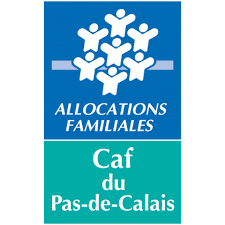 ALLOCATIONS
FAMILIALES
Caf
du
Pas-de-Calais